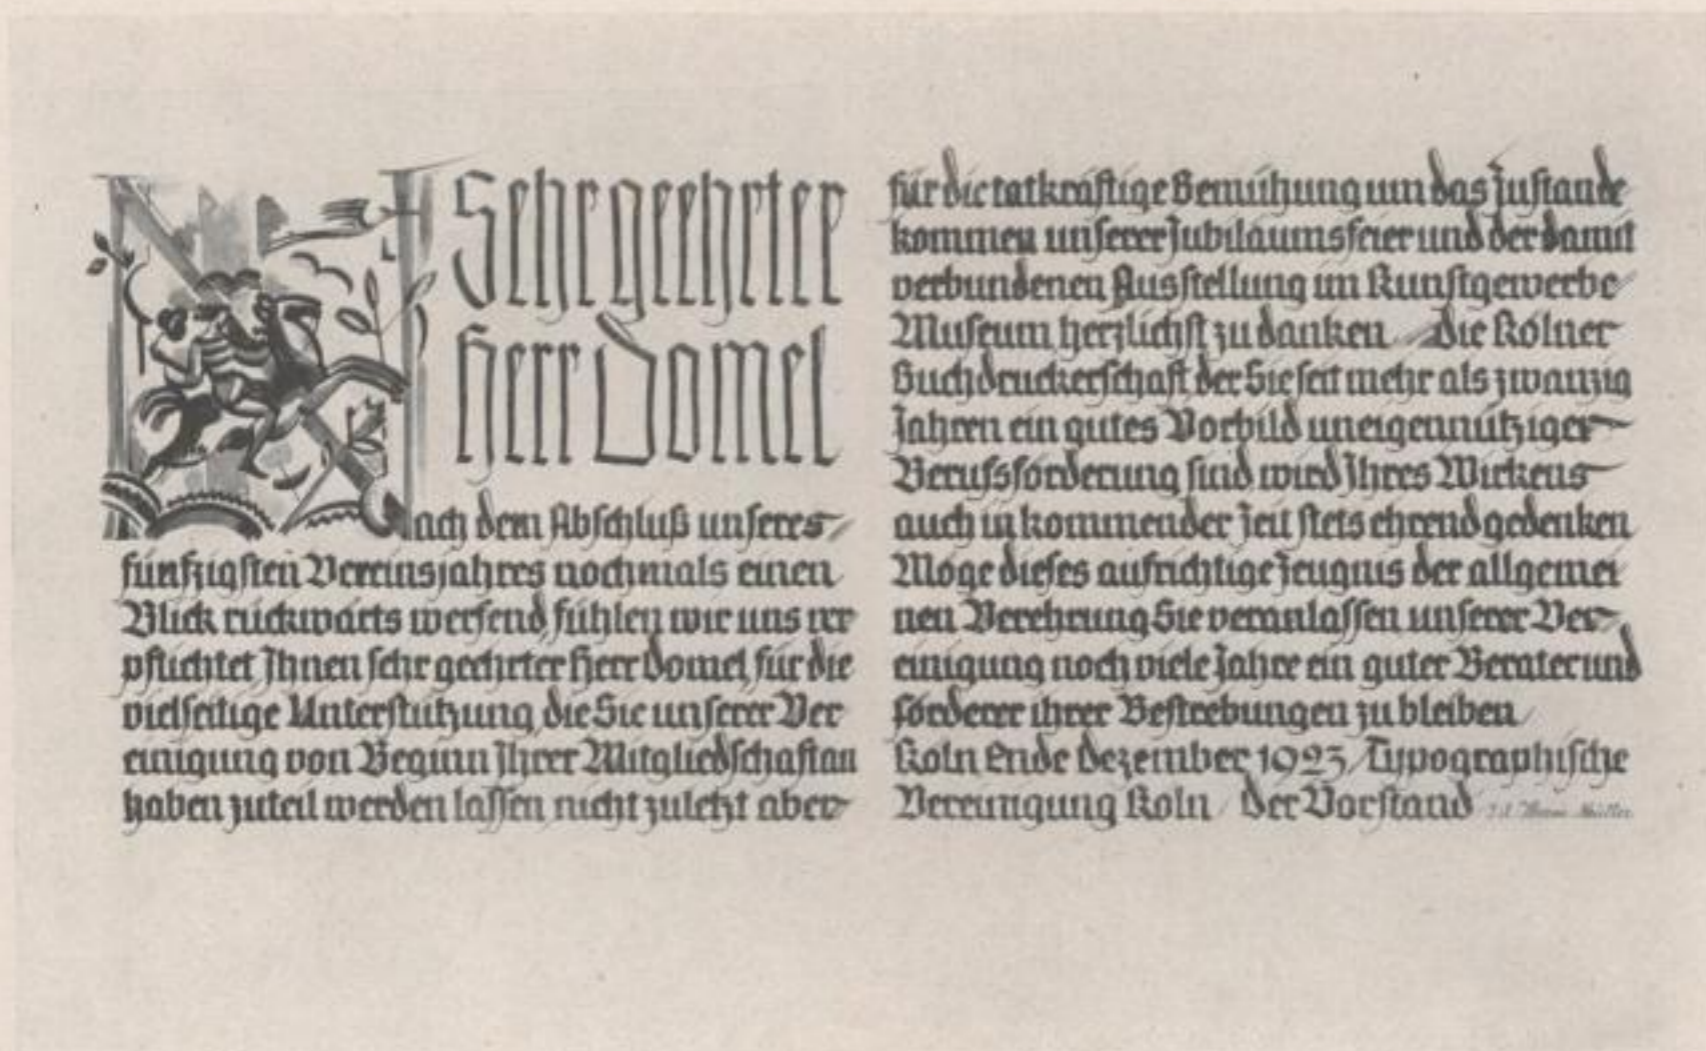 Sehr geehrter
Herr Domel
Nach dem Abschluß unseres
fünfzigsten Vereinsjahres nochmals einen
Blick rückwärts werfend, fühlen wir uns ver
pflichtet Ihnen sehr geehrter Herr Domel, für die
vielseitige Unterstützung, die Sie unserer Ver
einigung von Beginn Ihrer Mitgliedschaft an
haben zuteil werden lassen nicht zuletzt aber
für die tatkräftige Bemühung um das Zustande
kommen unserer Jubiläumsfeier und der damit
verbundenen Ausstellung im Kunstgewerbe
Museum herzlichst zu danken Die Kölner
Buchdruckerschaft der Sie seit mehr als zwanzig
Jahren ein gutes Vorbild uneigennütziger
Berufsförderung sind wird Ihres Wirkens
auch in kommender Zeit stets ehrend gedenken
Möge dieses aufrichtige Zeugnis der allgemei
nen Verehrung Sie veranlassen unserer Ver
einigung noch viele Jahre ein guter Berater und
Förderer ihrer Bestrebungen zu bleiben
Köln Ende Dezember 1923 / Typographische
Vereinigung Köln / Der Vorstand
Müller